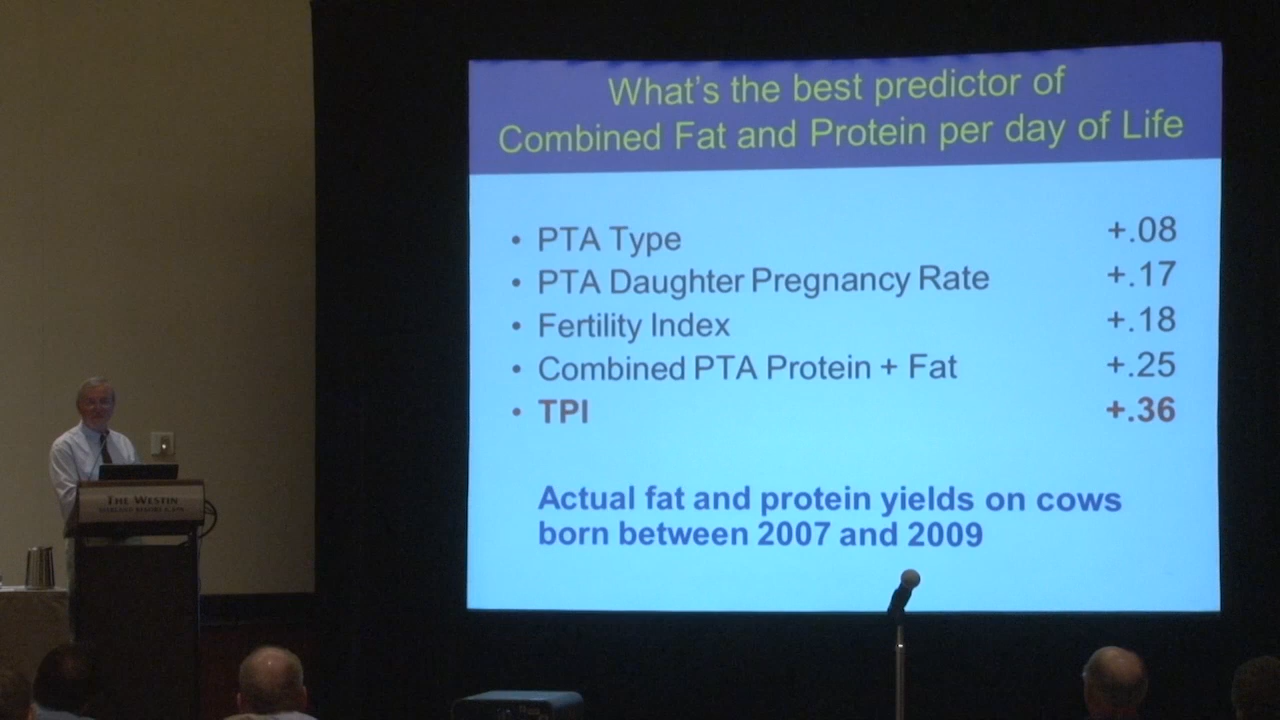 What's the best predictor of
Combined Fat and Protein per day of Life
• PTA Type +.08
• PTA Daughter Pregnancy Rate +.17
• Fertility Index +.18
• Combined PTA Protein + Fat +.25
• TPI +.36
Actual fat and protein yields on cows
born between 2007 and 2009
THE WESTIN